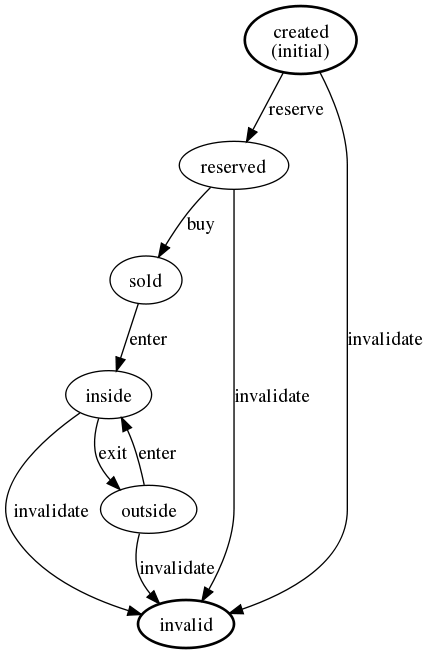 created
(initial)
reserve
reserved
buy
sold
invalidate
enter
inside
invalidate
exit
enter
invalidate
outside
invalidate
invalid